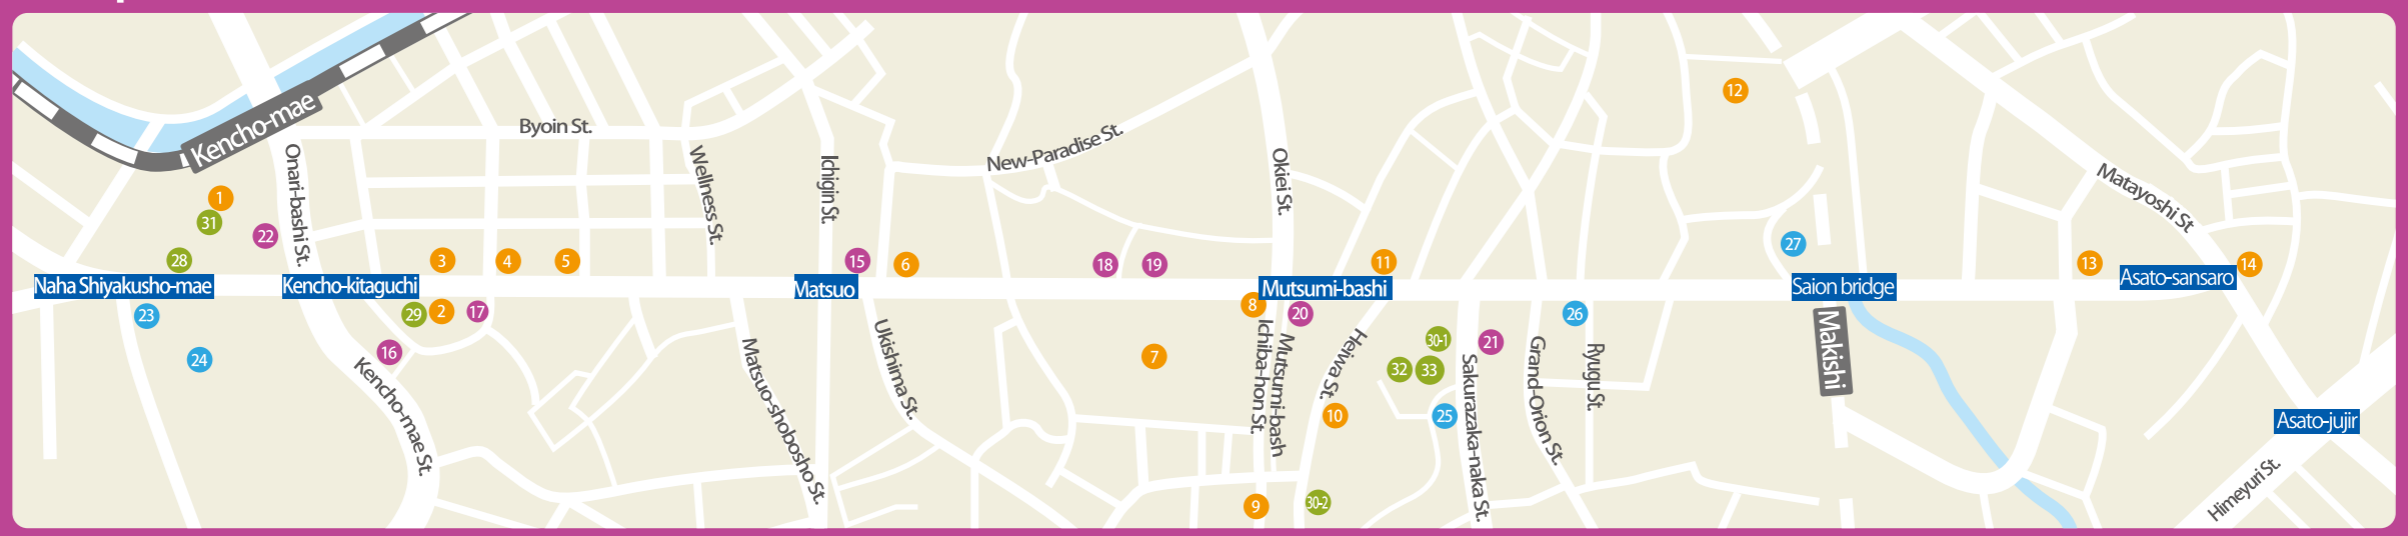 Kencho-mae
Byoin St.
Onari-bashi St.
Wellness St.
Ichigin St.
New-Paradise St.
Okiei St.
Matayoshi St
12
1
31
22
28
3
4
5
15
6
18
19
11
27
13
14
Naha Shiyakusho-mae
Kencho-kitaguchi
Matsuo
Mutsumi-bashi
Saion bridge
Asato-sansaro
23
24
29
2
17
16
Kencho-mae St.
Matsuo-shobosho St.
Ukishima St.
7
8
20
Ichiba-hon St.
Mutsumi-bash
Heiwa St.
10
9
30-2
30-1
32
33
25
21
Sakurazaka-naka St.
Grand-Orion St.
26
Ryugu St.
Makishi
Asato-jujir
Himeyuri St.